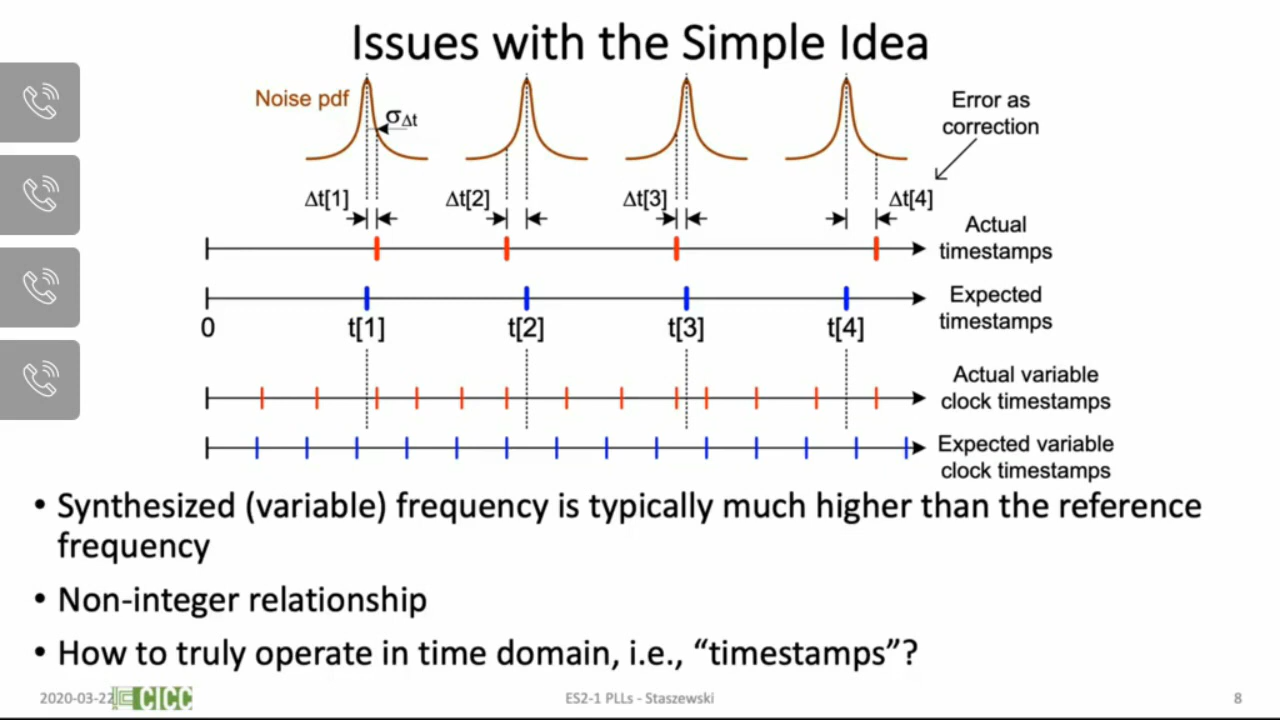 Issues with the Simple Idea
Noise pdf
σΔt
Error as
correction
Δt[1]
Δt[2]
Δt[3]
Δt[4]
Actual
timestamps
Expected
timestamps
0
t[1]
t[2]
t[3]
t[4]
Actual variable
clock timestamps
Expected variable
clock timestamps
• Synthesized (variable) frequency is typically much higher than the reference
frequency
• Non-integer relationship
• How to truly operate in time domain, i.e., “timestamps”?
2020-03-22
CICC
ES2-1 PLLs - Staszewski
8